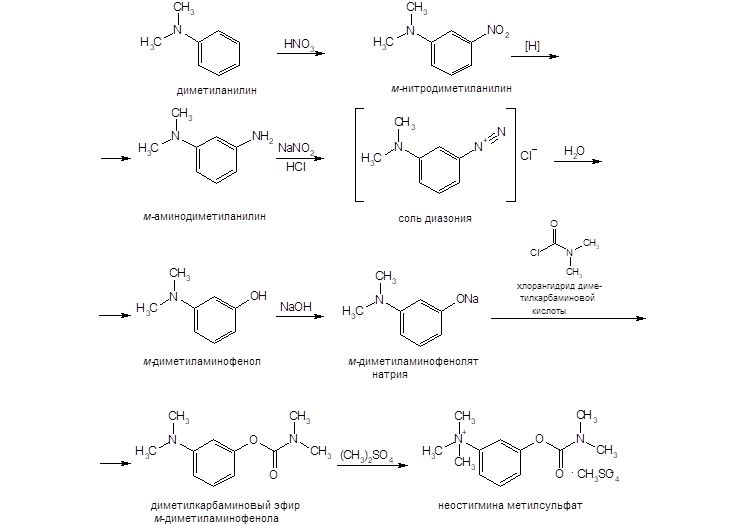 CH₃
N
H₃C
HNO₃
CH₃
N
H₃C
NO₂
[H]
диметиланилин
м-нитродиметиланилин
CH₃
N
H₃C
NH₂
NaNO₂
HCl
CH₃
N
H₃C
N⁺
N
Cl⁻
H₂O
м-аминодиметиланилин
соль диазония
O
Cl
N
CH₃
CH₃
хлорангидрид диме-
тилкарбаминовой
кислоты
CH₃
N
H₃C
OH
NaOH
CH₃
N
H₃C
ONa
м-диметиламинофенол
м-диметиламинофенолят
натрия
CH₃
N
H₃C
O
O
CH₃
N
CH₃
(CH₃)₂SO₄
CH₃
N⁺
H₃C
CH₃
O
O
CH₃
N
CH₃
· CH₃SO₄
диметилкарбаминовый эфир
м-диметиламинофенола
неостигмина метилсульфат